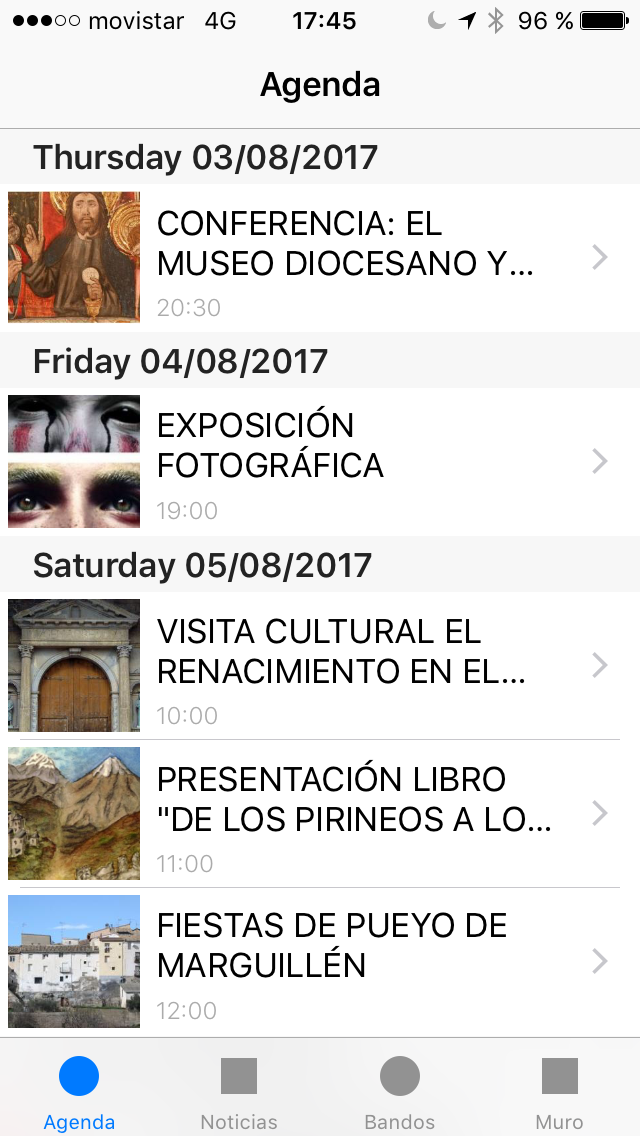 movistar 4G 17:45 96 %
Agenda
Thursday 03/08/2017
CONFERENCIA: EL
MUSEO DIOCESANO Y...
20:30
Friday 04/08/2017
EXPOSICIÓN
FOTOGRÁFICA
19:00
Saturday 05/08/2017
VISITA CULTURAL EL
RENACIMIENTO EN EL...
10:00
PRESENTACIÓN LIBRO
"DE LOS PIRINEOS A LO...
11:00
FIESTAS DE PUEYO DE
MARGUILLÉN
12:00
Agenda Noticias Bandos Muro